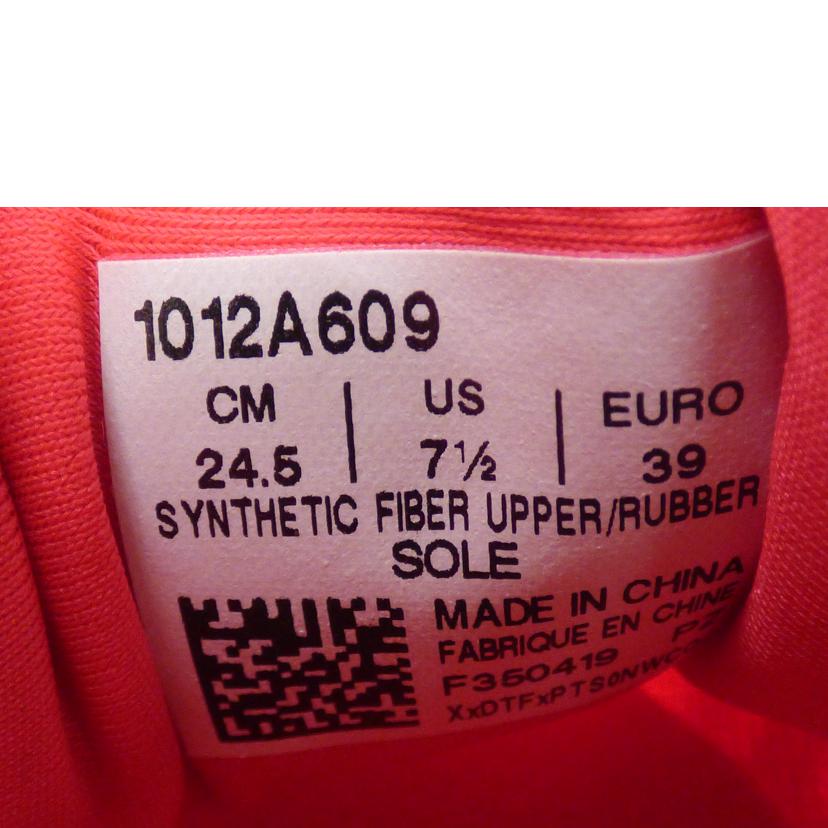 1012A609
CM US EURO
24.5 7½ 39
SYNTHETIC FIBER UPPER/RUBBER
SOLE
MADE IN CHINA
FABRIQUE EN CHINE
F350419